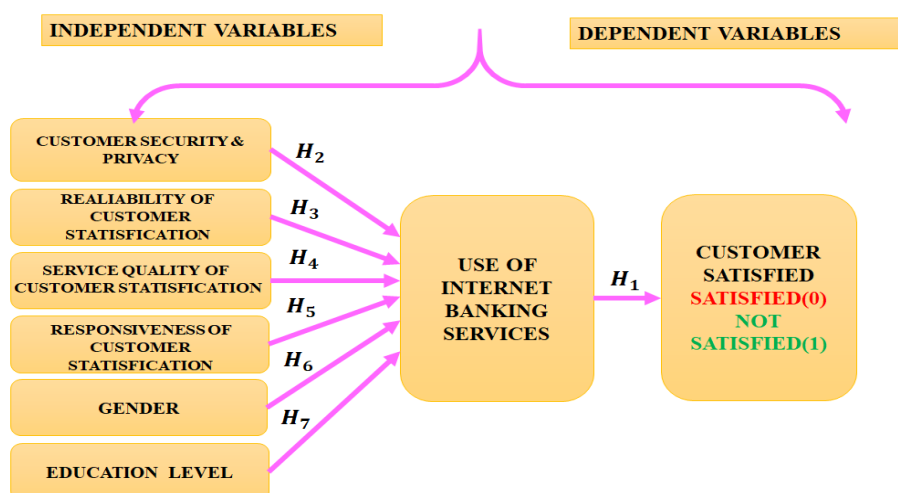 INDEPENDENT VARIABLES
DEPENDENT VARIABLES
CUSTOMER SECURITY &
PRIVACY
REALIABILITY OF
CUSTOMER
STATISFICATION
SERVICE QUALITY OF
CUSTOMER STATISFICATION
RESPONSIVENESS OF
CUSTOMER
STATISFICATION
GENDER
EDUCATION LEVEL
H2
H3
H4
H5
H6
H7
USE OF
INTERNET
BANKING
SERVICES
H1
CUSTOMER
SATISFIED
SATISFIED(0)
NOT
SATISFIED(1)